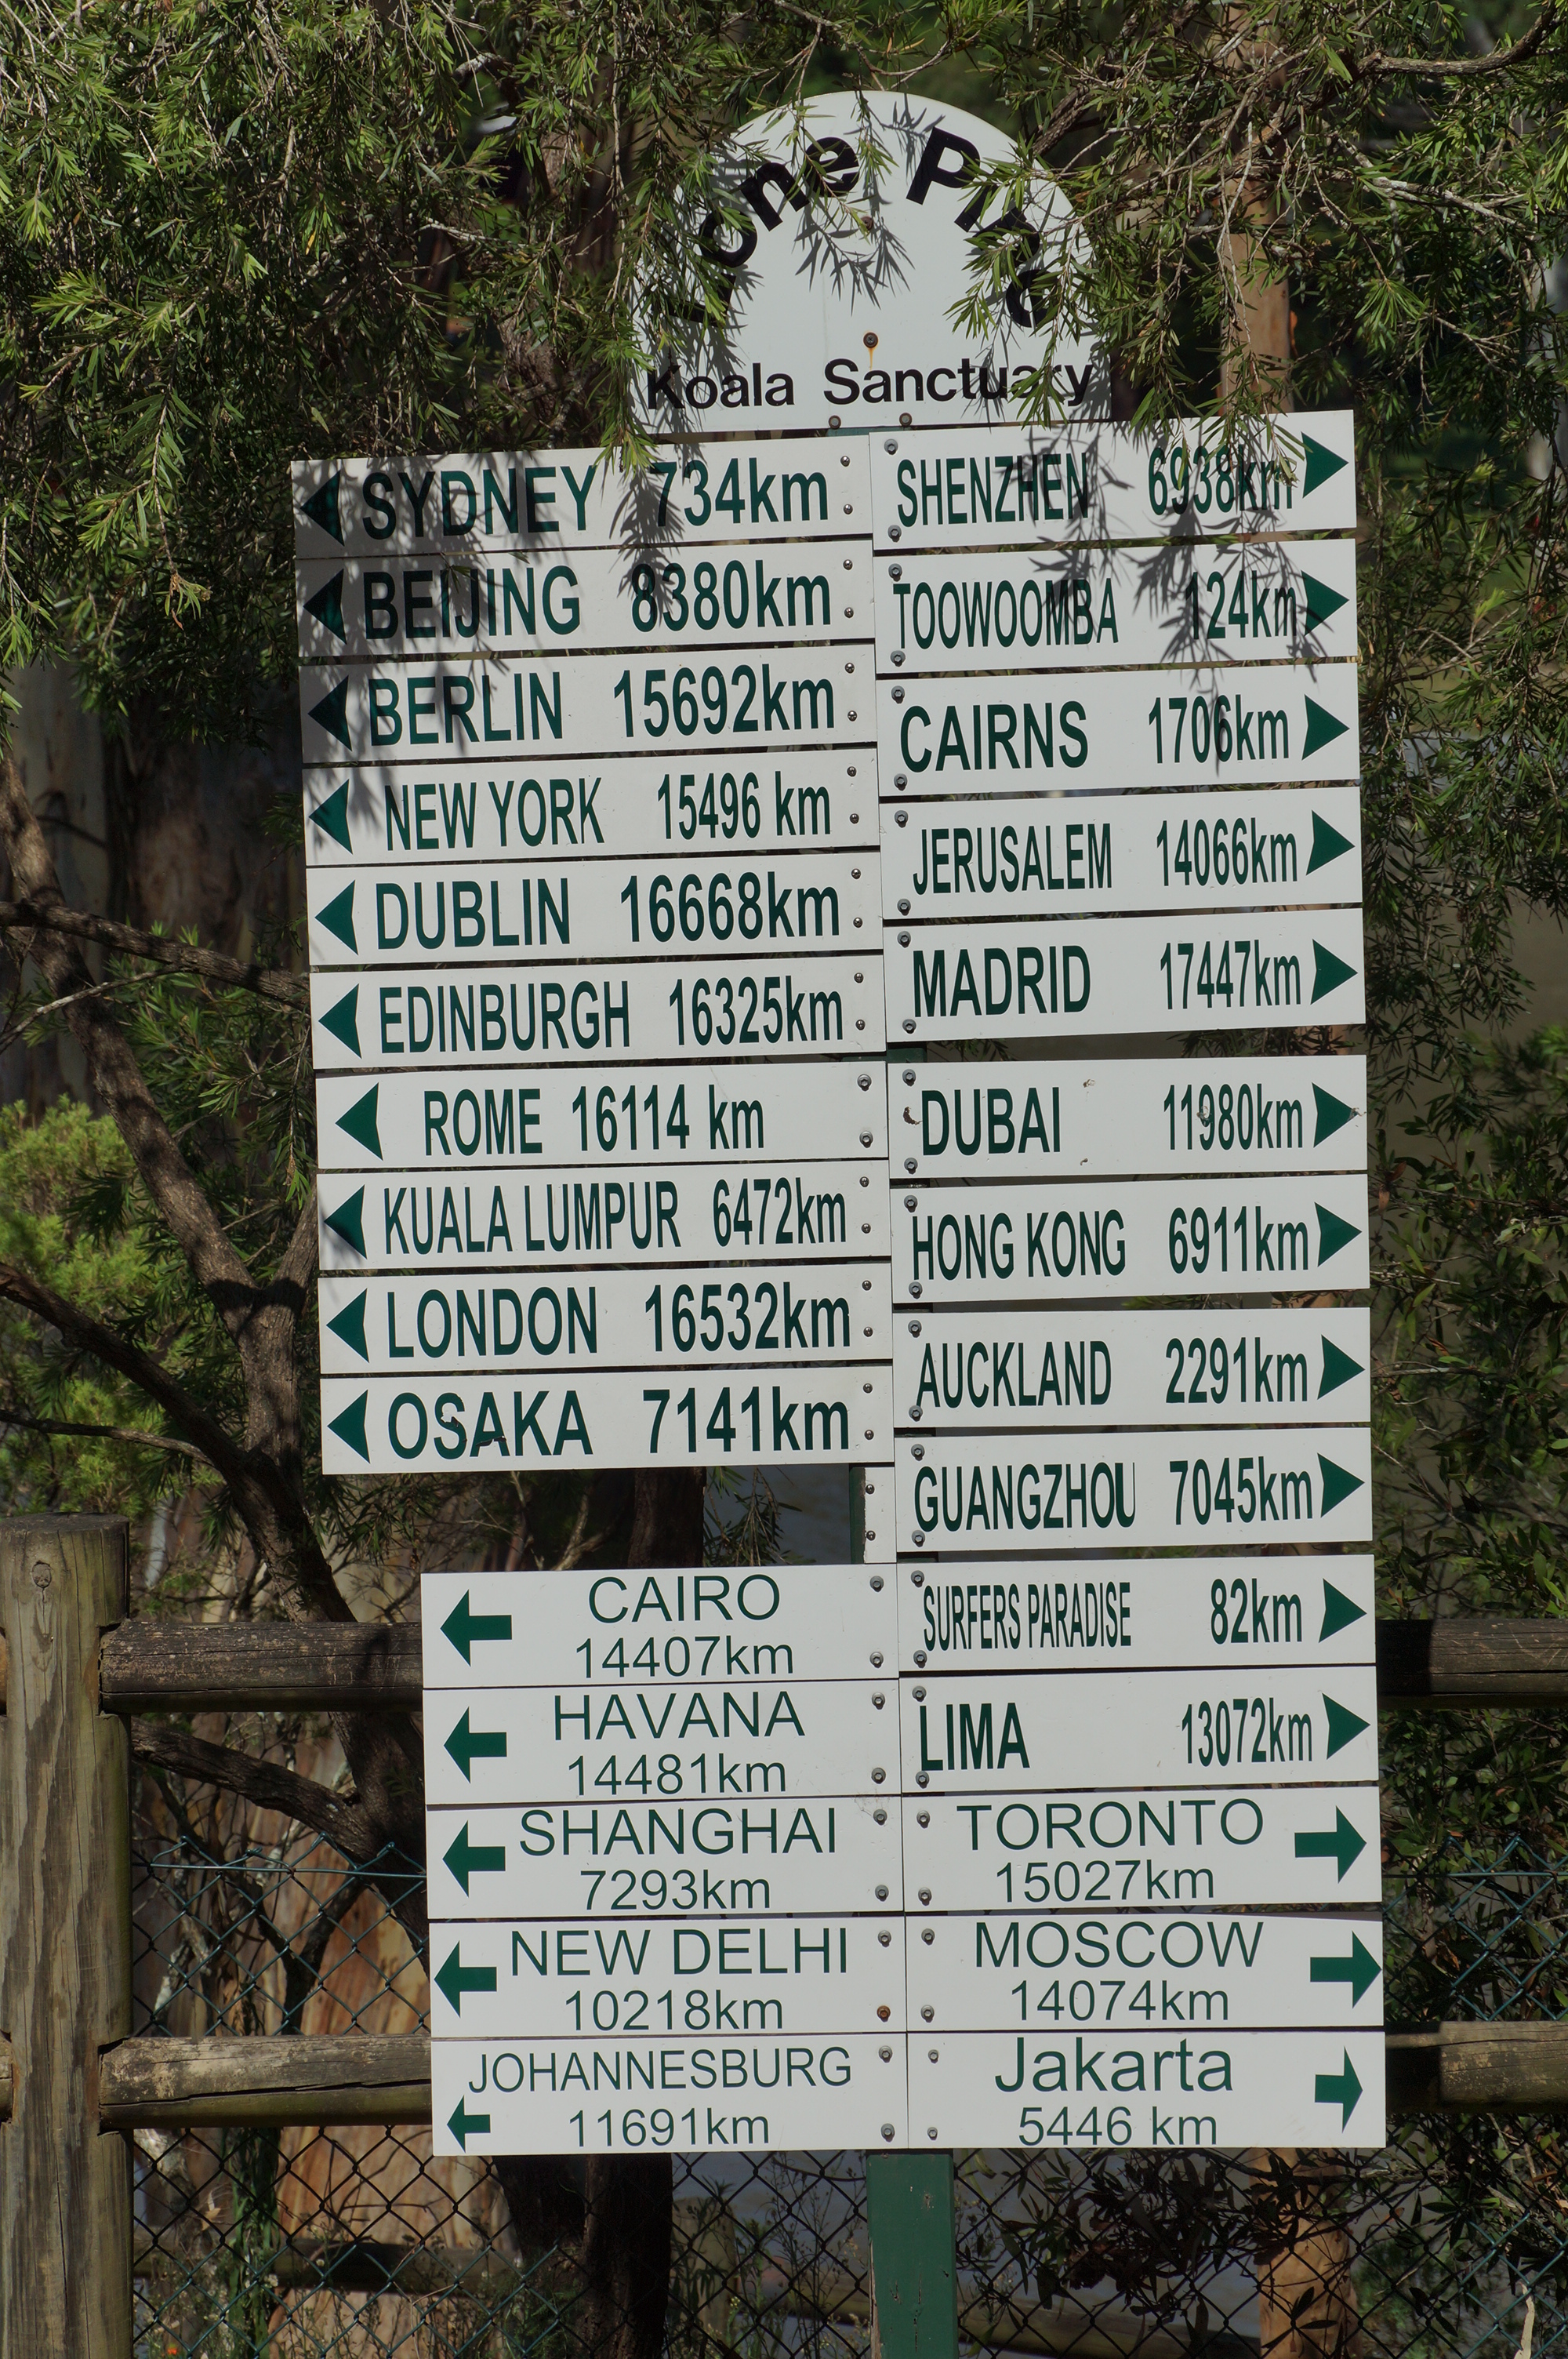 Lone Pine
Koala Sanctuary
SYDNEY 734km
BEIJING 8380km
BERLIN 15692km
NEW YORK 15496 km
DUBLIN 16668km
EDINBURGH 16325km
ROME 16114 km
KUALA LUMPUR 6472km
LONDON 16532km
OSAKA 7141km
CAIRO
14407km
HAVANA
14481km
SHANGHAI
7293km
NEW DELHI
10218km
JOHANNESBURG
11691km
SHENZHEN 6938km
TOOWOOMBA 124km
CAIRNS 1706km
JERUSALEM 14066km
MADRID 17447km
DUBAI 11980km
HONG KONG 6911km
AUCKLAND 2291km
GUANGZHOU 7045km
SURFERS PARADISE 82km
LIMA 13072km
TORONTO
15027km
MOSCOW
14074km
Jakarta
5446 km